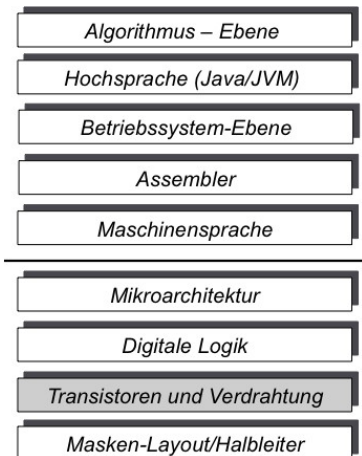 Algorithmus – Ebene
Hochsprache (Java/JVM)
Betriebssystem-Ebene
Assembler
Maschinensprache
Mikroarchitektur
Digitale Logik
Transistoren und Verdrahtung
Masken-Layout/Halbleiter